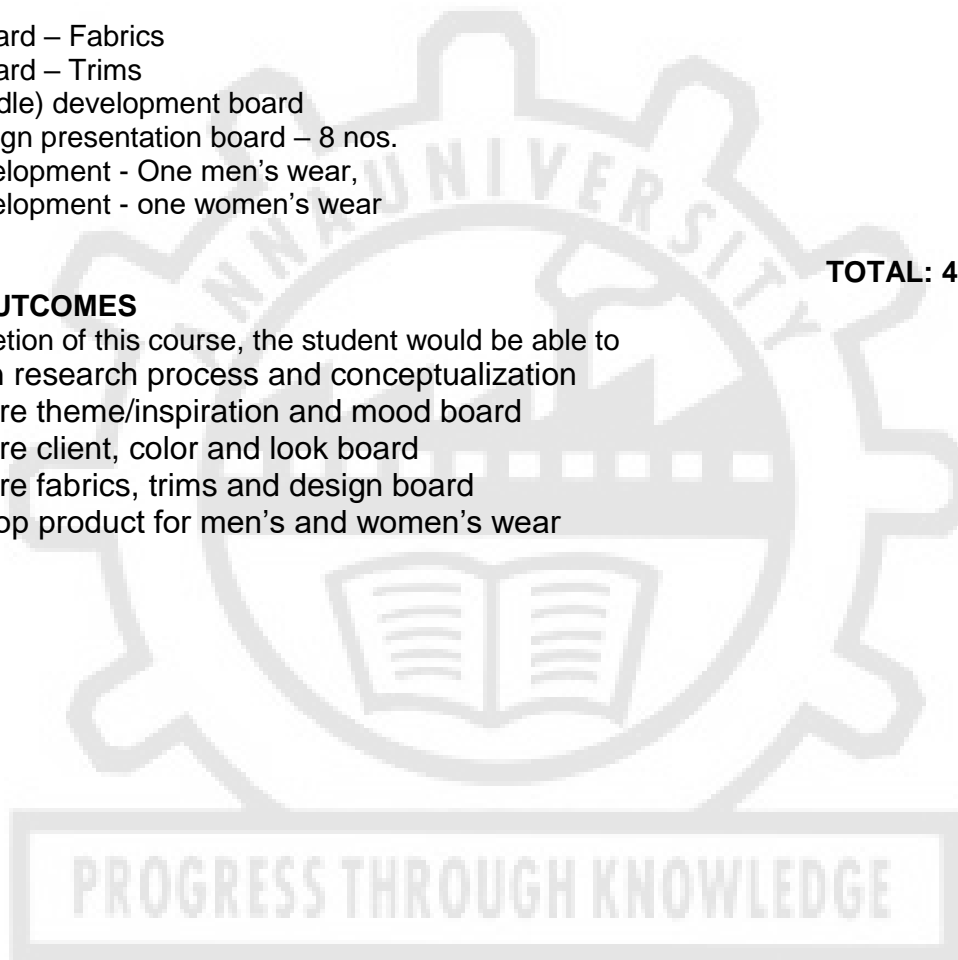 ard – Fabrics
ard – Trims
dle) development board
ign presentation board – 8 nos.
elopment - One men's wear,
elopment - one women's wear
TOTAL: 4
UTCOMES
etion of this course, the student would be able to
n research process and conceptualization
re theme/inspiration and mood board
re client, color and look board
re fabrics, trims and design board
op product for men's and women's wear
ANNA UNIVERSITY
PROGRESS THROUGH KNOWLEDGE